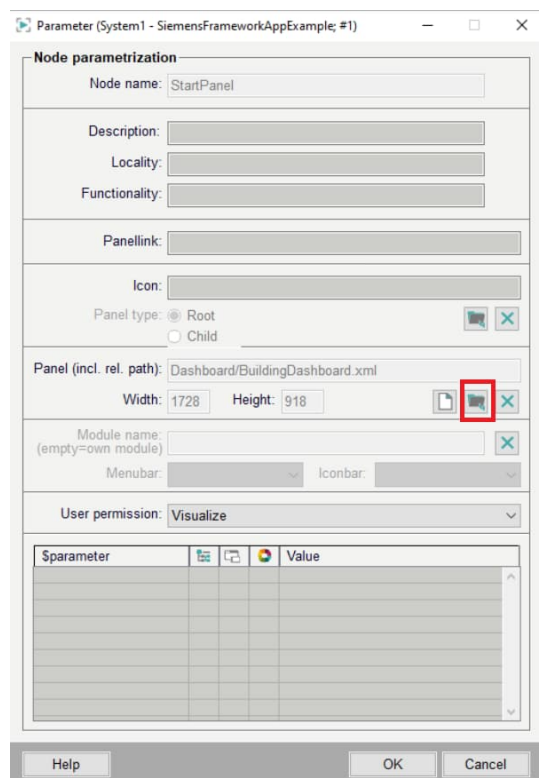 Parameter (System1 - SiemensFrameworkAppExample; #1)
Node parametrization
Node name: StartPanel
Description:
Locality:
Functionality:
Panellink:
Icon:
Panel type: Root
Child
Panel (incl. rel. path): Dashboard/BuildingDashboard.xml
Width: 1728 Height: 918
Module name:
(empty=own module)
Menubar: Iconbar:
User permission: Visualize
$parameter Value
Help OK Cancel